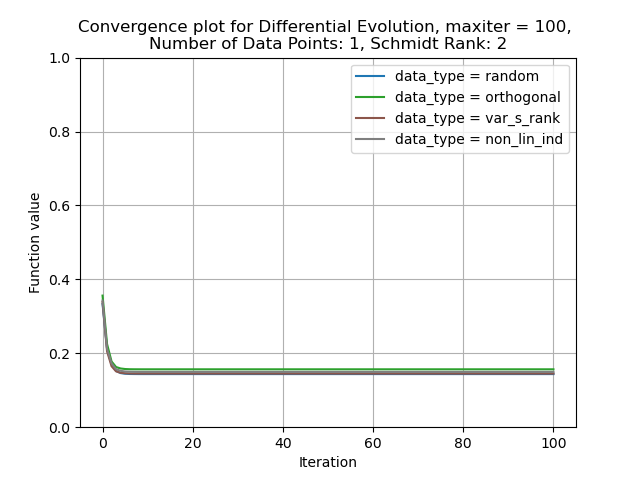 Convergence plot for Differential Evolution, maxiter = 100,
Number of Data Points: 1, Schmidt Rank: 2
1.0
0.8
0.6
0.4
0.2
0.0
Function value
data_type = random
data_type = orthogonal
data_type = var_s_rank
data_type = non_lin_ind
0 20 40 60 80 100
Iteration